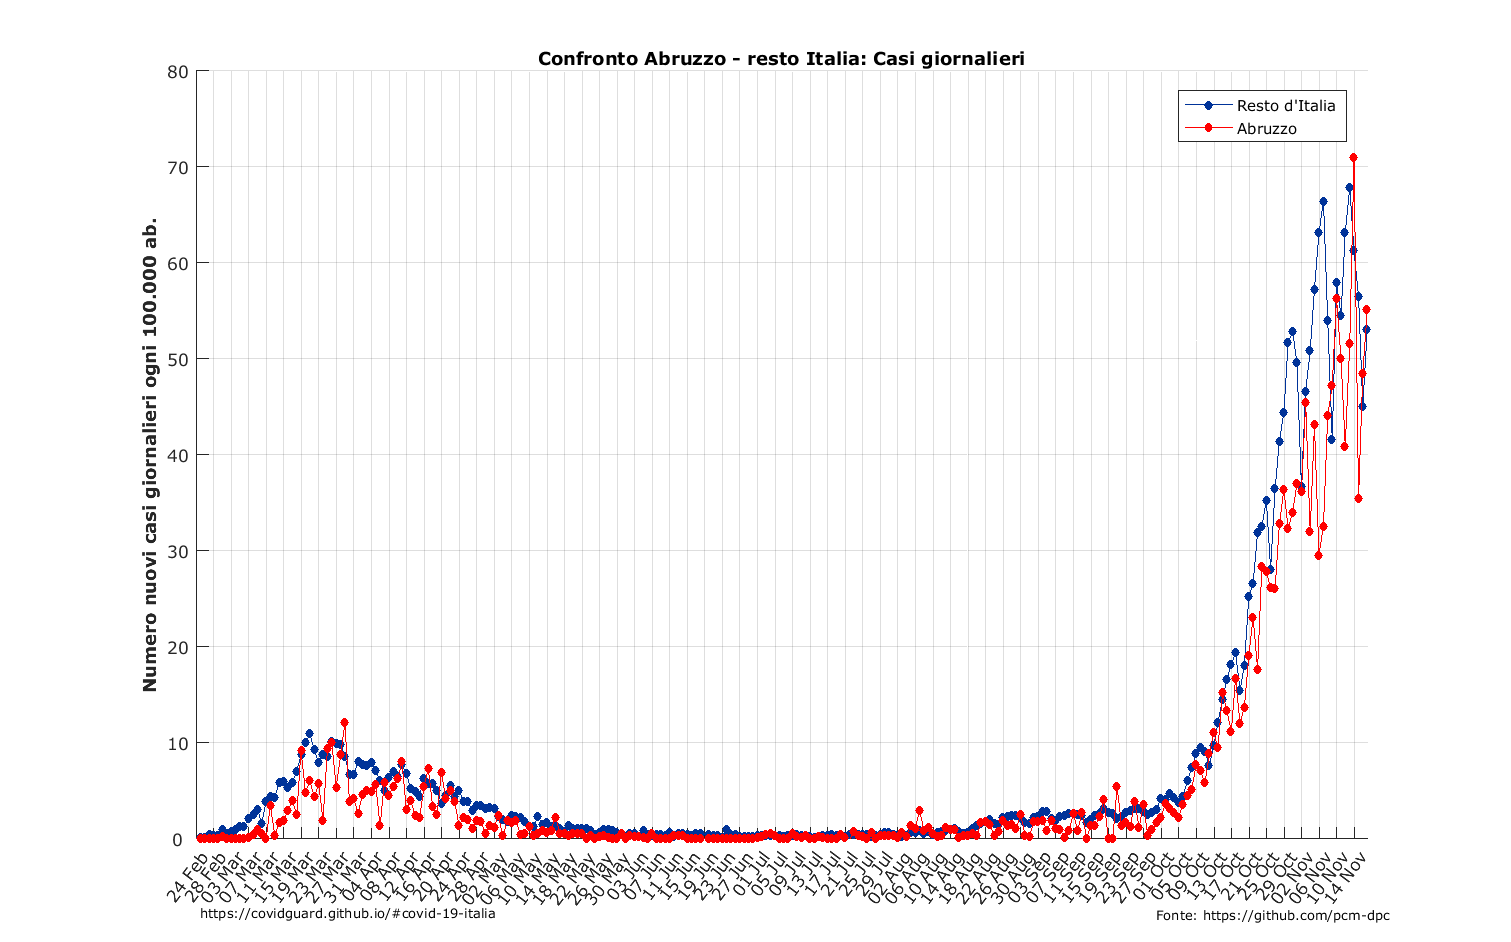 Confronto Abruzzo - resto Italia: Casi giornalieri
Resto d'Italia
Abruzzo
Numero nuovi casi giornalieri ogni 100.000 ab.
80
70
60
50
40
30
20
10
0
24 Feb
28 Feb
03 Mar
07 Mar
11 Mar
15 Mar
19 Mar
23 Mar
27 Mar
31 Mar
04 Apr
08 Apr
12 Apr
16 Apr
20 Apr
24 Apr
28 Apr
02 May
06 May
10 May
14 May
18 May
22 May
26 May
30 May
03 Jun
07 Jun
11 Jun
15 Jun
19 Jun
23 Jun
27 Jun
01 Jul
05 Jul
09 Jul
13 Jul
17 Jul
21 Jul
25 Jul
29 Jul
02 Aug
06 Aug
10 Aug
14 Aug
18 Aug
22 Aug
26 Aug
30 Aug
03 Sep
07 Sep
11 Sep
15 Sep
19 Sep
23 Sep
27 Sep
01 Oct
05 Oct
09 Oct
13 Oct
17 Oct
21 Oct
25 Oct
29 Oct
02 Nov
06 Nov
10 Nov
14 Nov
https://covidguard.github.io/#covid-19-italia
Fonte: https://github.com/pcm-dpc